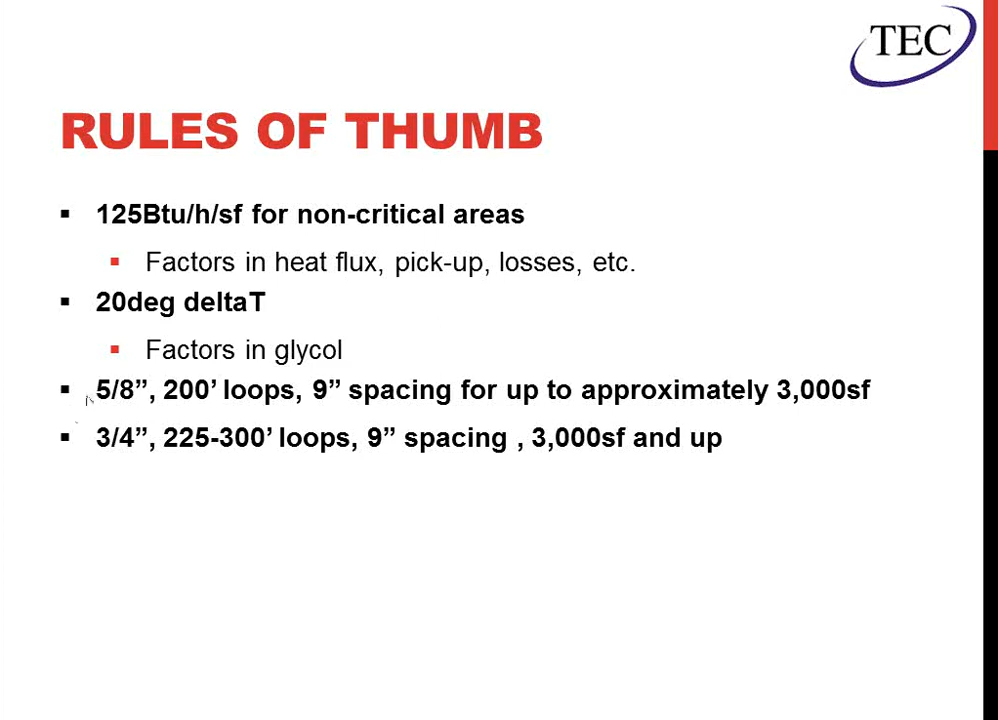 TEC
RULES OF THUMB
▪ 125Btu/h/sf for non-critical areas
▪ Factors in heat flux, pick-up, losses, etc.
▪ 20deg deltaT
▪ Factors in glycol
▪ 5/8”, 200’ loops, 9” spacing for up to approximately 3,000sf
▪ 3/4”, 225-300’ loops, 9” spacing , 3,000sf and up